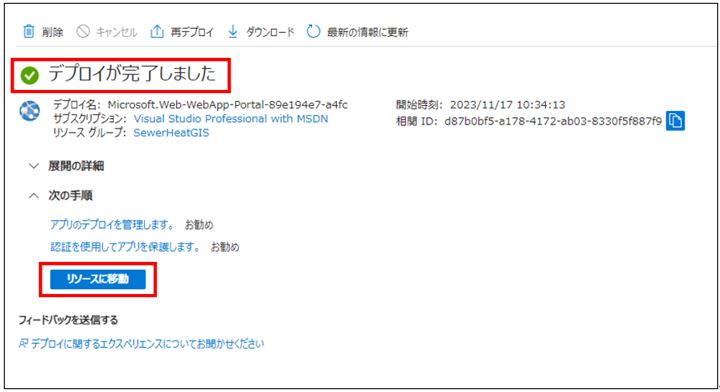 削除 キャンセル 再デプロイ ダウンロード 最新の情報に更新
デプロイが完了しました
デプロイ名: Microsoft.Web-WebApp-Portal-89e194e7-a4fc 開始時刻: 2023/11/17 10:34:13
サブスクリプション: Visual Studio Professional with MSDN 相関 ID: d87b0bf5-a178-4172-ab03-8330f5f887f9
リソース グループ: SewerHeatGIS
展開の詳細
次の手順
アプリのデプロイを管理します。 お勧め
認証を使用してアプリを保護します。 お勧め
リソースに移動
フィードバックを送信する
デプロイに関するエクスペリエンスについてお聞かせください